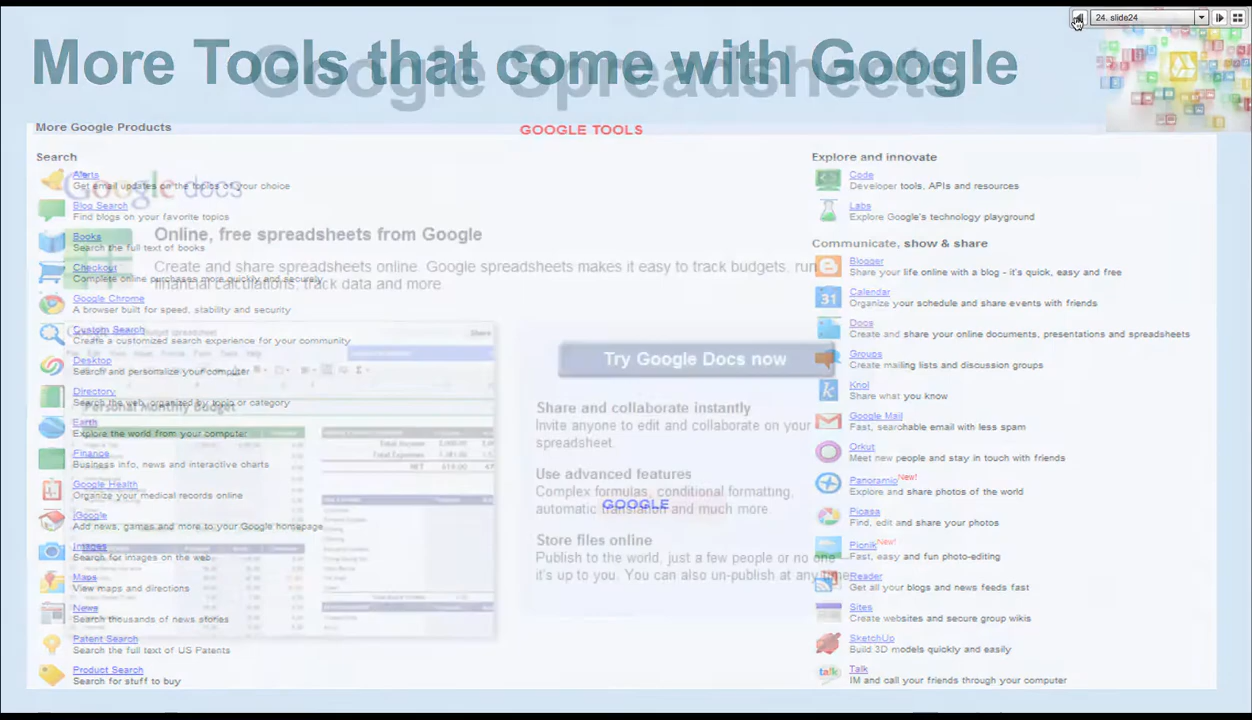 24. slide24
More Tools that come with Google
Google Spreadsheets
More Google Products
GOOGLE TOOLS
Search
Alerts
Get email updates on the topics of your choice
Blog Search
Find blogs on your favorite topics
Books
Search the full text of books
Checkout
Complete online purchases more quickly and securely
Google Chrome
A browser built for speed, stability and security
Custom Search
Create a customized search experience for your community
Desktop
Search and personalize your computer
Directory
Search the web, organized by topic or category
Earth
Explore the world from your computer
Finance
Business info, news and interactive charts
Google Health
Organize your medical records online
iGoogle
Add news, games and more to your Google homepage
Images
Search for images on the web
Maps
View maps and directions
News
Search thousands of news stories
Patent Search
Search the full text of US Patents
Product Search
Search for stuff to buy
Google docs
Online, free spreadsheets from Google
Create and share spreadsheets online. Google spreadsheets makes it easy to track budgets, run
financial calculations, track data and more.
Share
Personal Monthly Budget
Total Income
Total Expenses
NET
Try Google Docs now
Share and collaborate instantly
Invite anyone to edit and collaborate on your
spreadsheet.
Use advanced features
Complex formulas, conditional formatting,
automatic translation and much more.
GOOGLE
Store files online
Publish to the world, just a few people or no one
it's up to you. You can also un-publish at anytime.
Explore and innovate
Code
Developer tools, APIs and resources
Labs
Explore Google's technology playground
Communicate, show & share
Blogger
Share your life online with a blog - it's quick, easy and free
31
Calendar
Organize your schedule and share events with friends
Docs
Create and share your online documents, presentations and spreadsheets
Groups
Create mailing lists and discussion groups
k
Knol
Share what you know
Google Mail
Fast, searchable email with less spam
Orkut
Meet new people and stay in touch with friends
Panoramio New!
Explore and share photos of the world
Picasa
Find, edit and share your photos
Picnik New!
Fast, easy and fun photo-editing
Reader
Get all your blogs and news feeds fast
Sites
Create websites and secure group wikis
SketchUp
Build 3D models quickly and easily
talk
Talk
IM and call your friends through your computer